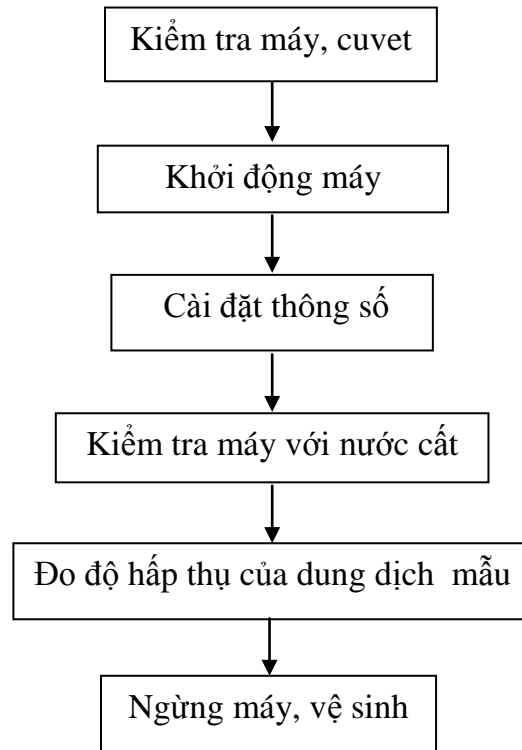 Kiểm tra máy, cuvet
Khởi động máy
Cài đặt thông số
Kiểm tra máy với nước cất
Đo độ hấp thụ của dung dịch mẫu
Ngừng máy, vệ sinh